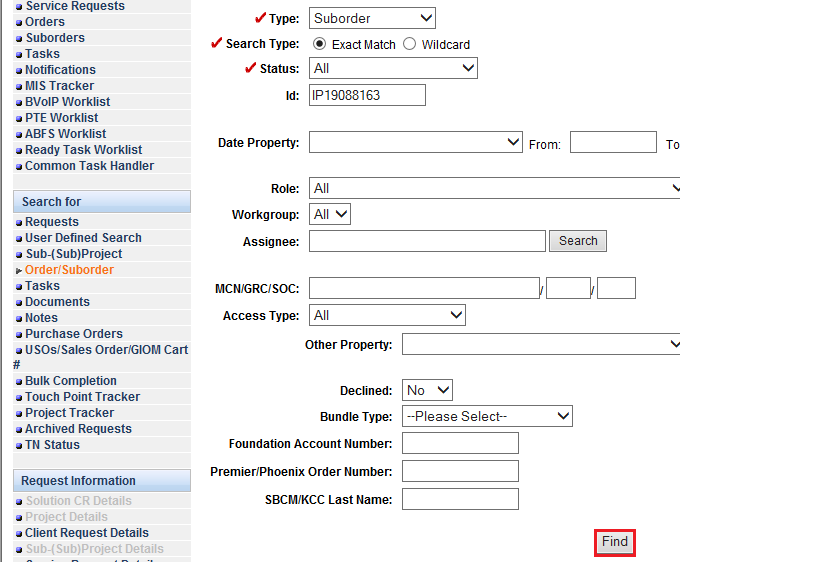 Service Requests
Orders
Suborders
Tasks
Notifications
MIS Tracker
BVoIP Worklist
PTE Worklist
ABFS Worklist
Ready Task Worklist
Common Task Handler
Search for
Requests
User Defined Search
Sub-(Sub)Project
Order/Suborder
Tasks
Documents
Notes
Purchase Orders
USOs/Sales Order/GIOM Cart
#
Bulk Completion
Touch Point Tracker
Project Tracker
Archived Requests
TN Status
Request Information
Solution CR Details
Project Details
Client Request Details
Sub-(Sub)Project Details
Type: Suborder
Search Type: Exact Match Wildcard
Status: All
Id: IP19088163
Date Property: From: To
Role: All
Workgroup: All
Assignee: Search
MCN/GRC/SOC: / /
Access Type: All
Other Property:
Declined: No
Bundle Type: --Please Select--
Foundation Account Number:
Premier/Phoenix Order Number:
SBCM/KCC Last Name:
Find